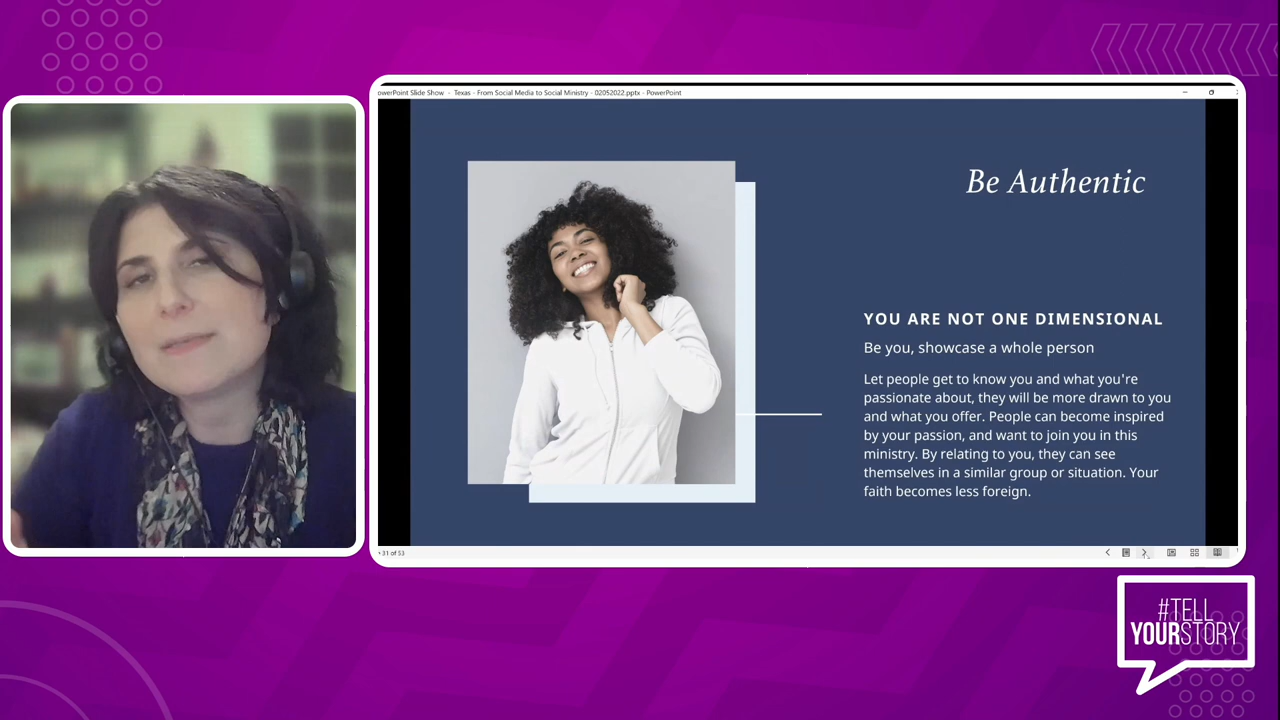 owerPoint Slide Show - Texas - From Social Media to Social Ministry - 02052022.pptx - PowerPoint
Be Authentic
YOU ARE NOT ONE DIMENSIONAL
Be you, showcase a whole person
Let people get to know you and what you're
passionate about, they will be more drawn to you
and what you offer. People can become inspired
by your passion, and want to join you in this
ministry. By relating to you, they can see
themselves in a similar group or situation. Your
faith becomes less foreign.
31 of 53
#TELL
YOURSTORY